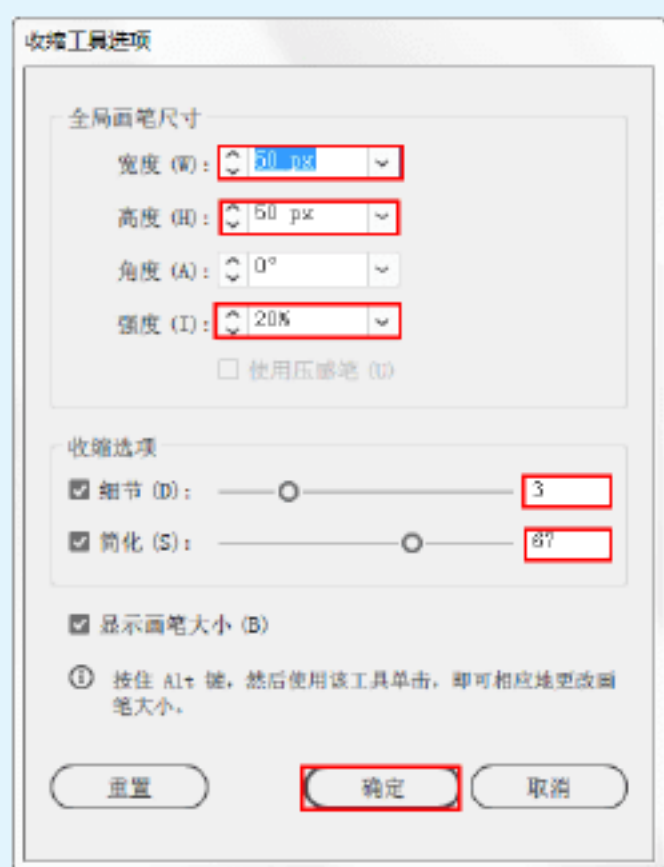 收缩工具选项
全局画笔尺寸
宽度 (W): 50 px
高度 (H): 50 px
角度 (A): 0°
强度 (I): 20%
使用压感笔 (U)
收缩选项
细节 (D): 3
简化 (S): 67
显示画笔大小 (B)
按住 Alt 键，然后使用该工具单击，即可相应地更改画
笔大小。
重置 确定 取消